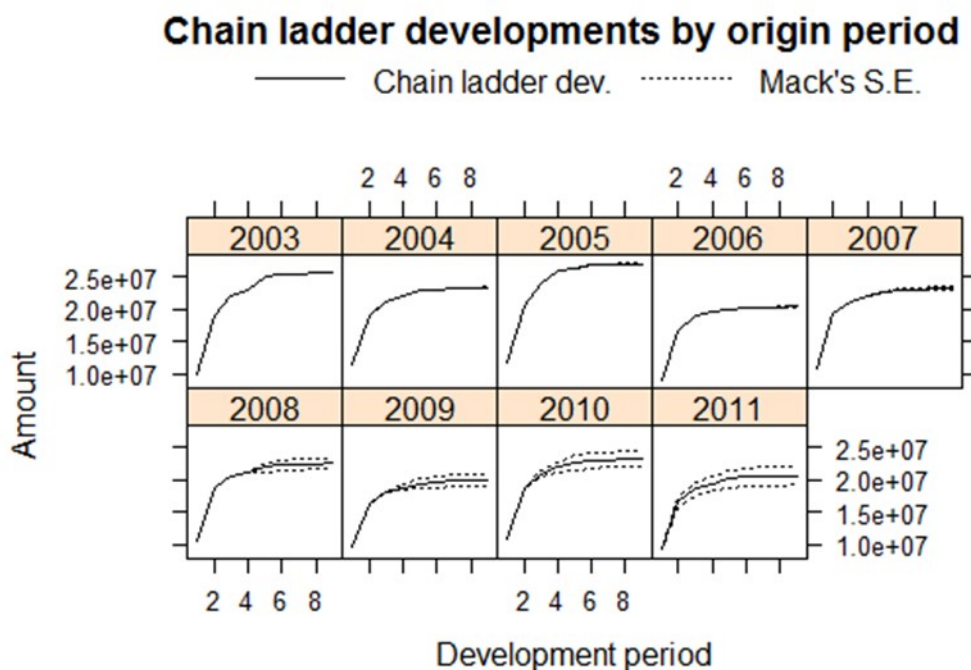 Chain ladder developments by origin period
Chain ladder dev. Mack's S.E.
2 4 6 8 2 4 6 8
2003 2004 2005 2006 2007
2.5e+07
2.0e+07
1.5e+07
1.0e+07
Amount
2008 2009 2010 2011
2.5e+07
2.0e+07
1.5e+07
1.0e+07
2 4 6 8 2 4 6 8
Development period